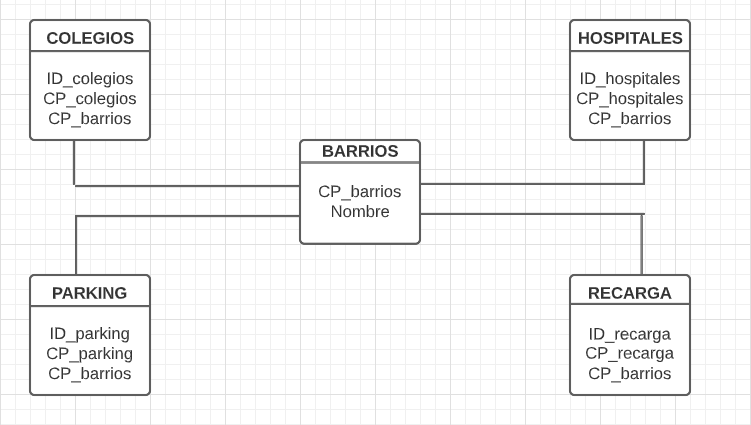 COLEGIOS
ID_colegios
CP_colegios
CP_barrios
HOSPITALES
ID_hospitales
CP_hospitales
CP_barrios
BARRIOS
CP_barrios
Nombre
PARKING
ID_parking
CP_parking
CP_barrios
RECARGA
ID_recarga
CP_recarga
CP_barrios